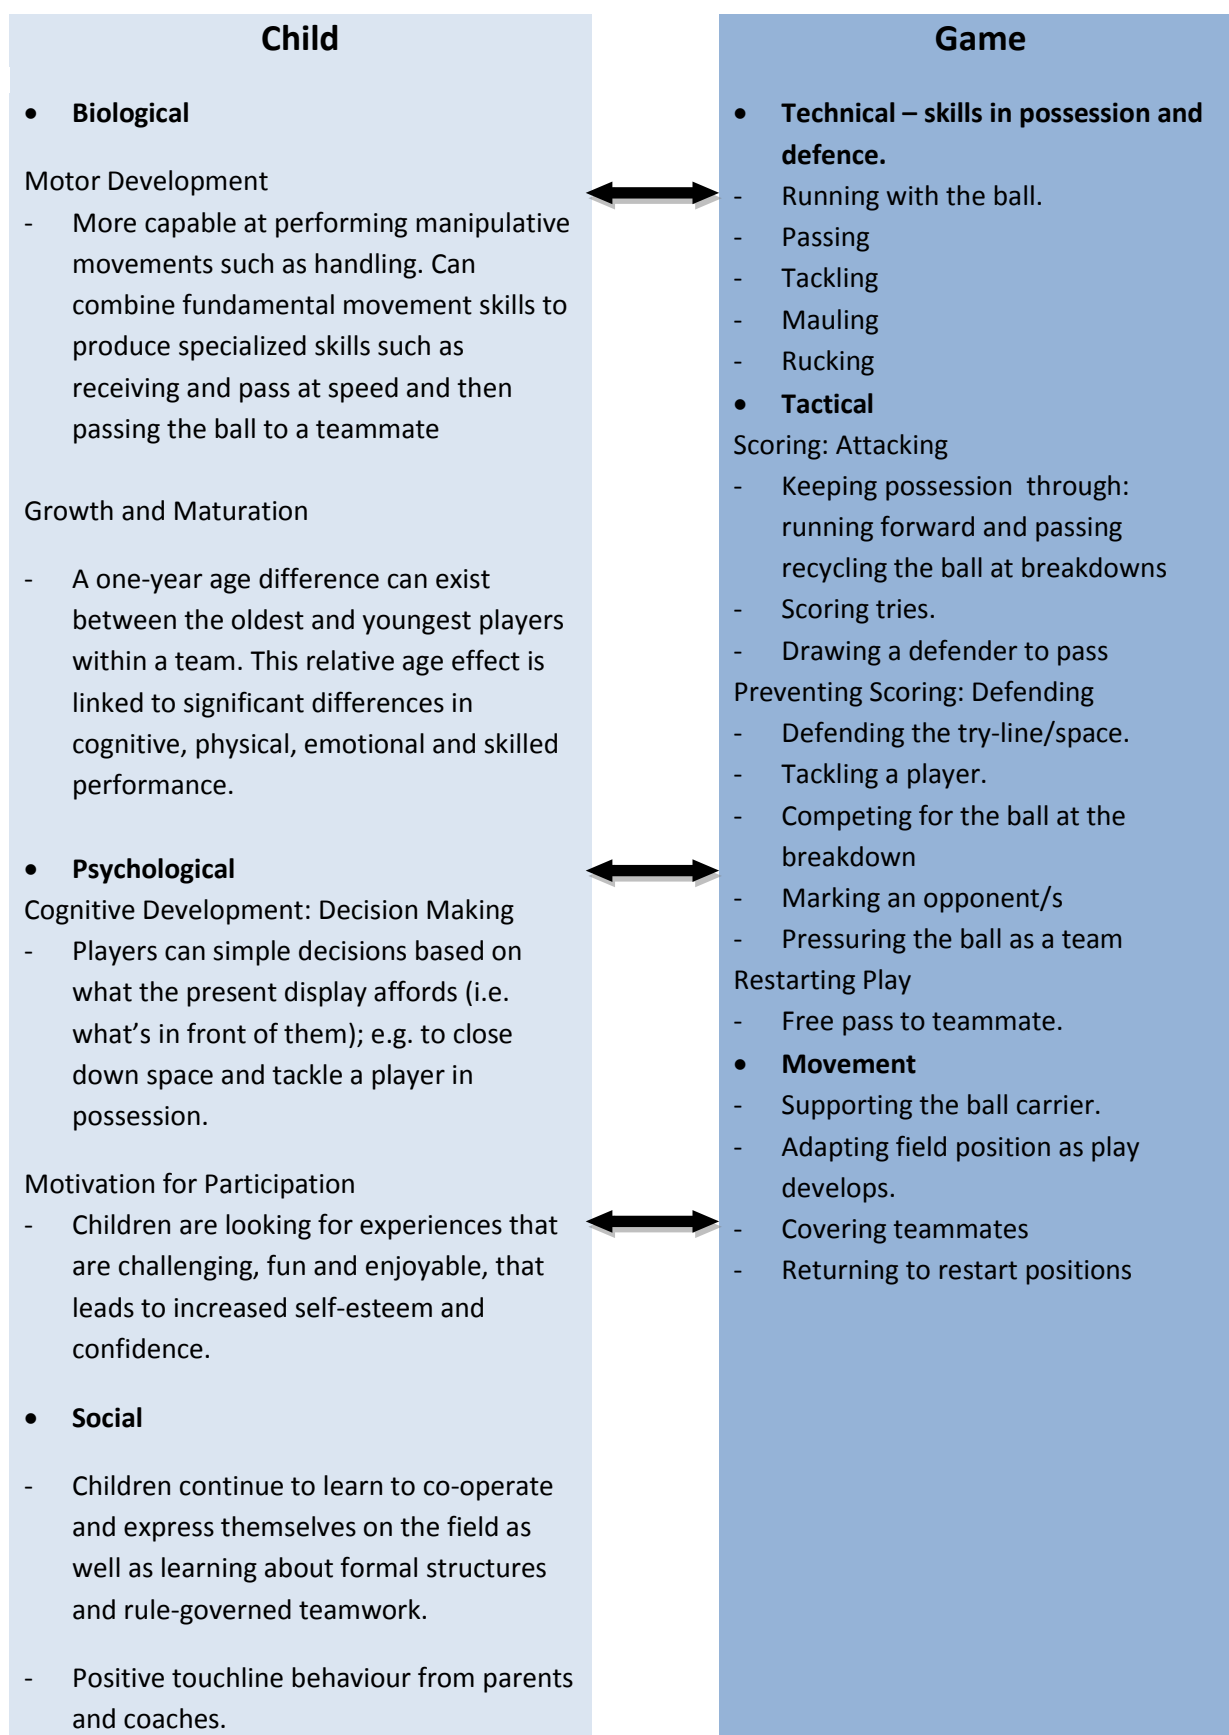 Child
• Biological
Motor Development
- More capable at performing manipulative
movements such as handling. Can
combine fundamental movement skills to
produce specialized skills such as
receiving and pass at speed and then
passing the ball to a teammate
Growth and Maturation
- A one-year age difference can exist
between the oldest and youngest players
within a team. This relative age effect is
linked to significant differences in
cognitive, physical, emotional and skilled
performance.
• Psychological
Cognitive Development: Decision Making
- Players can simple decisions based on
what the present display affords (i.e.
what’s in front of them); e.g. to close
down space and tackle a player in
possession.
Motivation for Participation
- Children are looking for experiences that
are challenging, fun and enjoyable, that
leads to increased self-esteem and
confidence.
• Social
- Children continue to learn to co-operate
and express themselves on the field as
well as learning about formal structures
and rule-governed teamwork.
- Positive touchline behaviour from parents
and coaches.
Game
• Technical – skills in possession and
defence.
- Running with the ball.
- Passing
- Tackling
- Mauling
- Rucking
• Tactical
Scoring: Attacking
- Keeping possession through:
running forward and passing
recycling the ball at breakdowns
- Scoring tries.
- Drawing a defender to pass
Preventing Scoring: Defending
- Defending the try-line/space.
- Tackling a player.
- Competing for the ball at the
breakdown
- Marking an opponent/s
- Pressuring the ball as a team
Restarting Play
- Free pass to teammate.
• Movement
- Supporting the ball carrier.
- Adapting field position as play
develops.
- Covering teammates
- Returning to restart positions